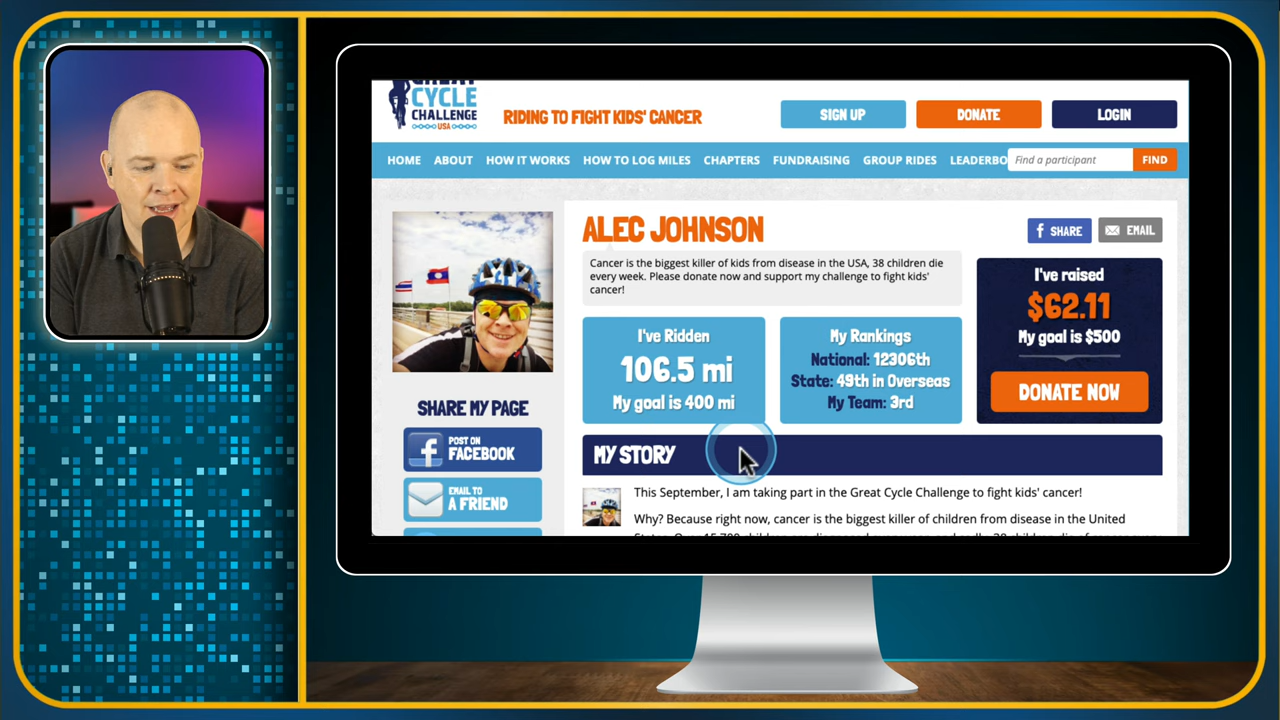 GREAT
CYCLE
CHALLENGE
USA
RIDING TO FIGHT KIDS' CANCER
SIGN UP
DONATE
LOGIN
HOME
ABOUT
HOW IT WORKS
HOW TO LOG MILES
CHAPTERS
FUNDRAISING
GROUP RIDES
LEADERBO
Find a participant
FIND
ALEC JOHNSON
SHARE
EMAIL
Cancer is the biggest killer of kids from disease in the USA, 38 children die
every week. Please donate now and support my challenge to fight kids'
cancer!
I've Ridden
106.5 mi
My goal is 400 mi
My Rankings
National: 12306th
State: 49th in Overseas
My Team: 3rd
I've raised
$62.11
My goal is $500
DONATE NOW
SHARE MY PAGE
POST ON
FACEBOOK
EMAIL TO
A FRIEND
MY STORY
This September, I am taking part in the Great Cycle Challenge to fight kids' cancer!
Why? Because right now, cancer is the biggest killer of children from disease in the United